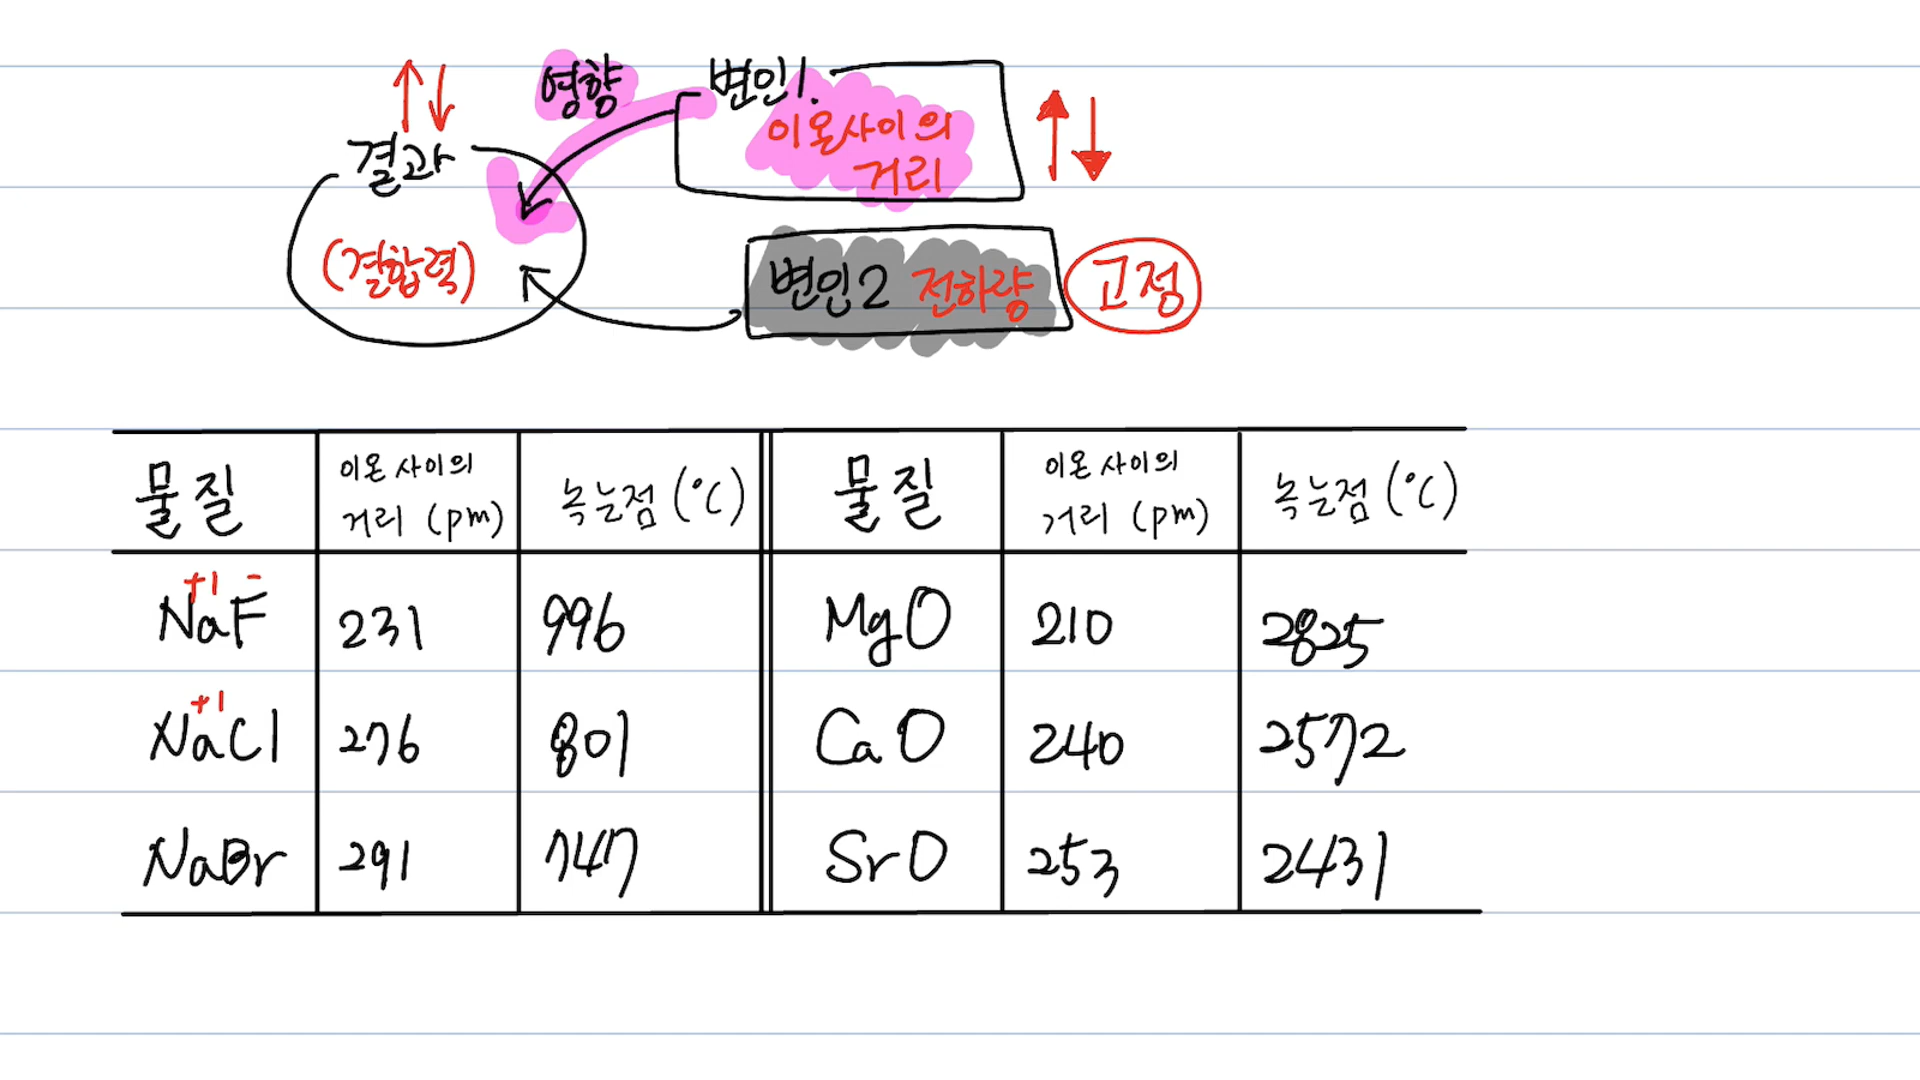 영향
변인1.
이온사이의
거리
결과
(결합력)
변인2 전하량
고정
물질 이온 사이의 거리 (pm) 녹는점 (°C) 물질 이온 사이의 거리 (pm) 녹는점 (°C)
+1 -
NaF 231 996 MgO 210 2825
+1
NaCl 276 801 CaO 240 2572
NaBr 291 747 SrO 253 2431